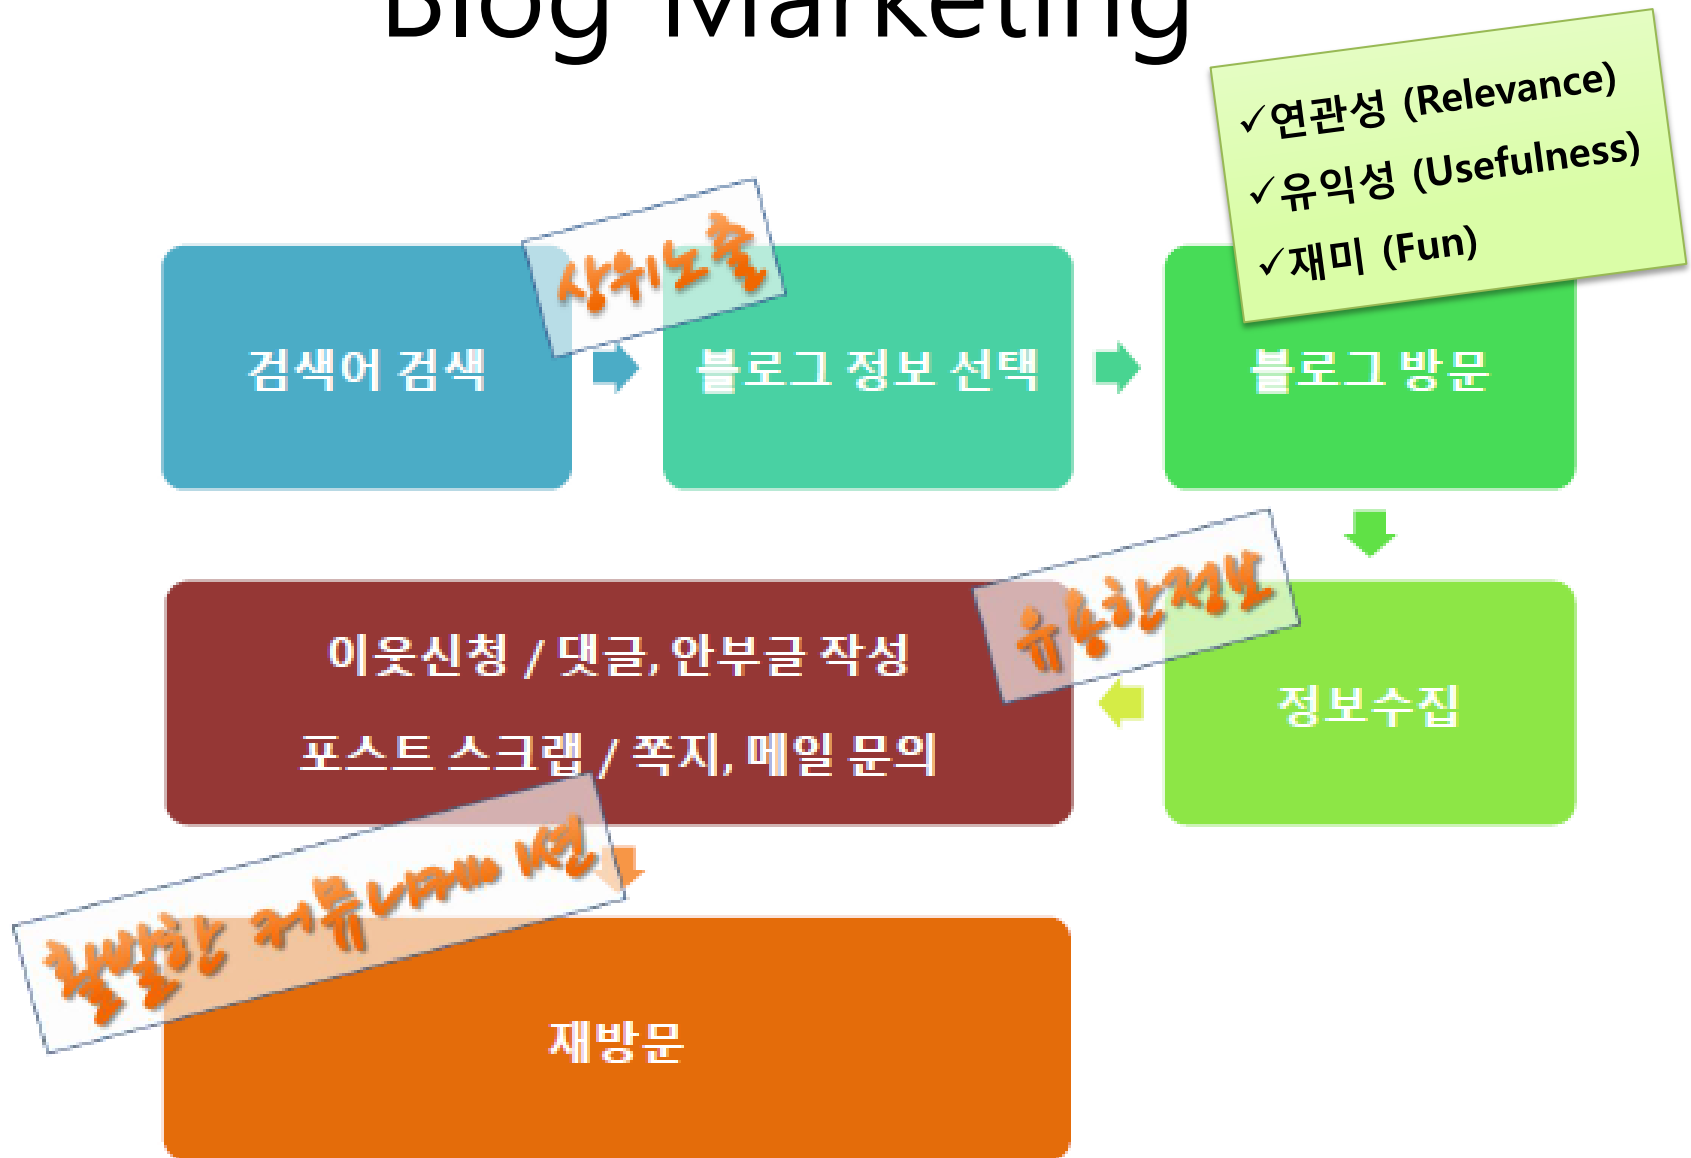 Blog Marketing
✓연관성 (Relevance)
✓유익성 (Usefulness)
✓재미 (Fun)
상위노출
검색어 검색
블로그 정보 선택
블로그 방문
유용한정보
이웃신청 / 댓글, 안부글 작성
포스트 스크랩 / 쪽지, 메일 문의
정보수집
활발한 커뮤니케이션
재방문